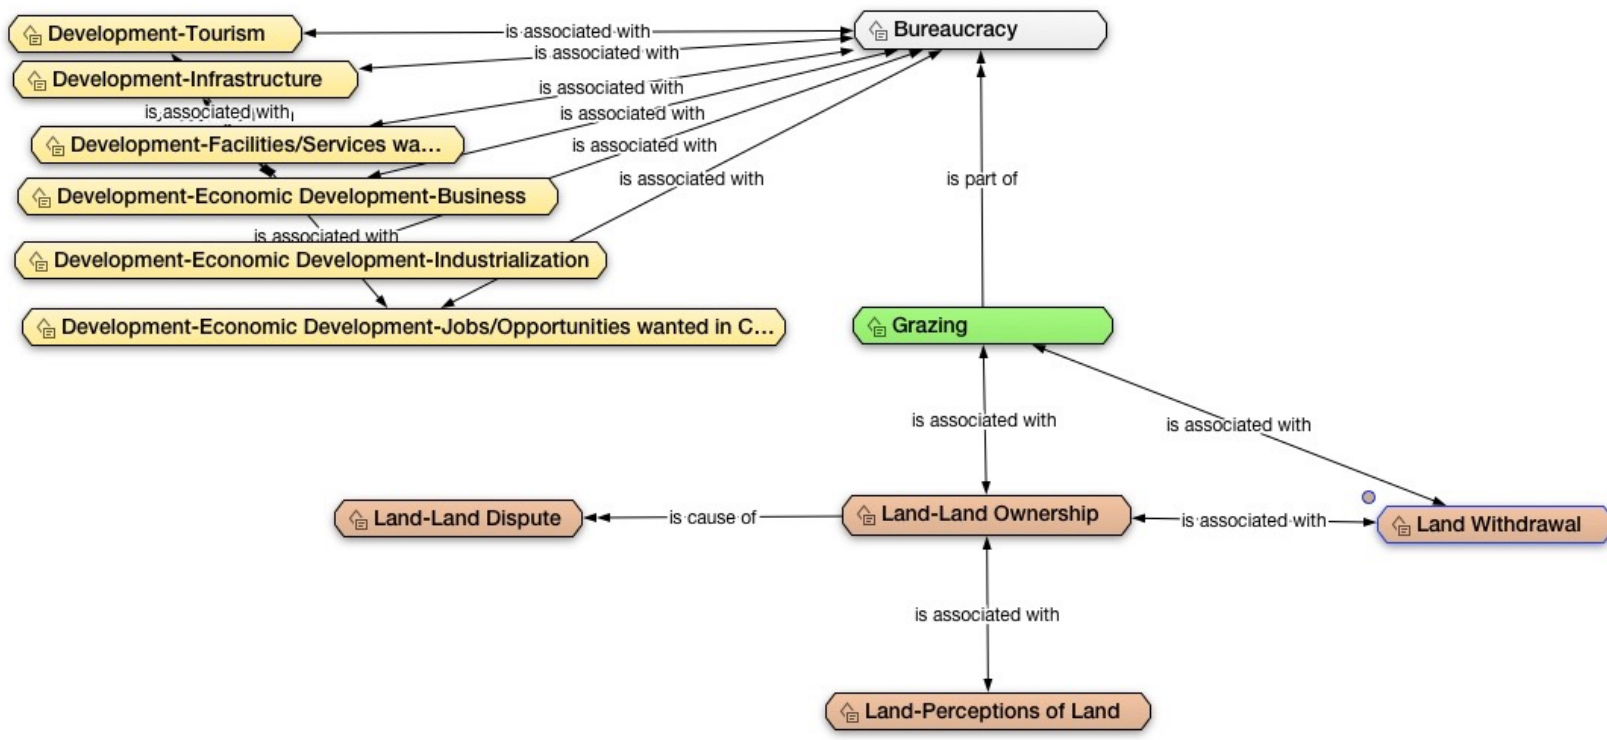 Development-Tourism
is associated with
Bureaucracy
is associated with
Development-Infrastructure
is associated with
is associated with
is associated with
Development-Facilities/Services wa...
is associated with
is associated with
is part of
Development-Economic Development-Business
is associated with
Development-Economic Development-Industrialization
Development-Economic Development-Jobs/Opportunities wanted in C...
Grazing
is associated with
is associated with
Land-Land Dispute
is cause of
Land-Land Ownership
is associated with
Land Withdrawal
is associated with
Land-Perceptions of Land